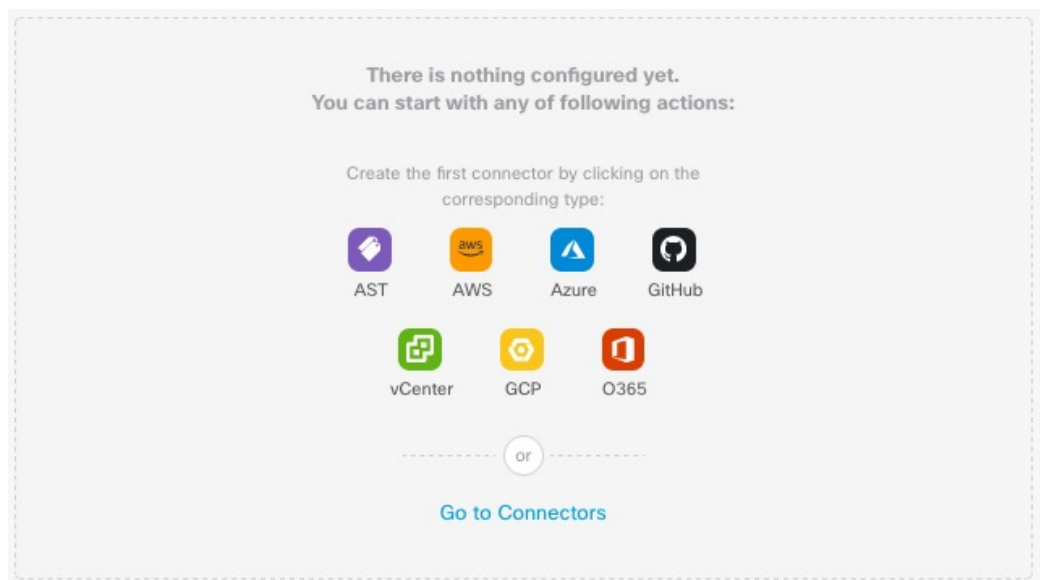 There is nothing configured yet.
You can start with any of following actions:
Create the first connector by clicking on the
corresponding type:
aws
AST AWS Azure GitHub
vCenter GCP O365
or
Go to Connectors